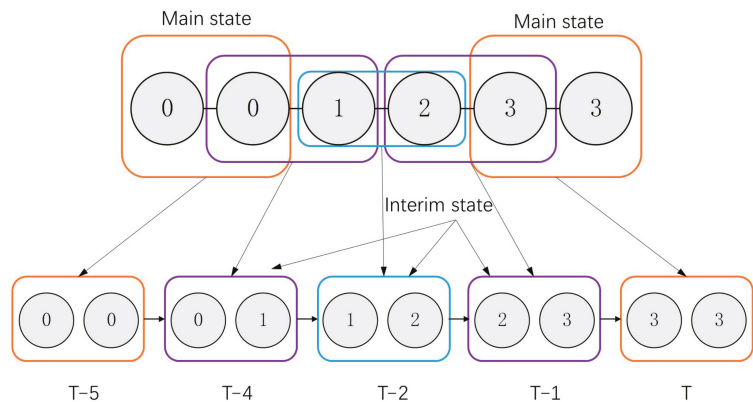 Main state Main state
0 0 1 2 3 3
Interim state
0 0 0 1 1 2 2 3 3 3
T-5 T-4 T-2 T-1 T